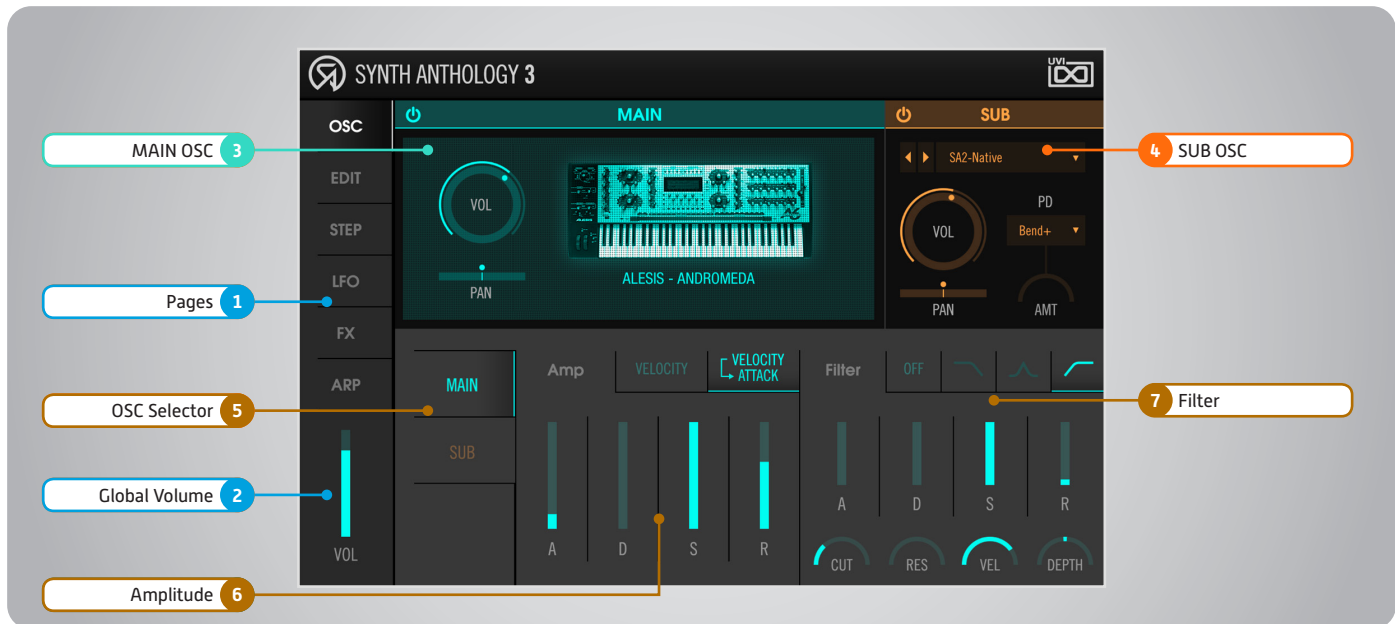 SYNTH ANTHOLOGY 3
UVI
OSC
EDIT
STEP
LFO
FX
ARP
VOL
MAIN
VOL
PAN
ALESIS - ANDROMEDA
SUB
SA2-Native
VOL
PAN
PD
Bend+
AMT
MAIN
SUB
Amp
VELOCITY
VELOCITY
ATTACK
A
D
S
R
Filter
OFF
A
D
S
R
CUT
RES
VEL
DEPTH
MAIN OSC 3
Pages 1
OSC Selector 5
Global Volume 2
Amplitude 6
4 SUB OSC
7 Filter